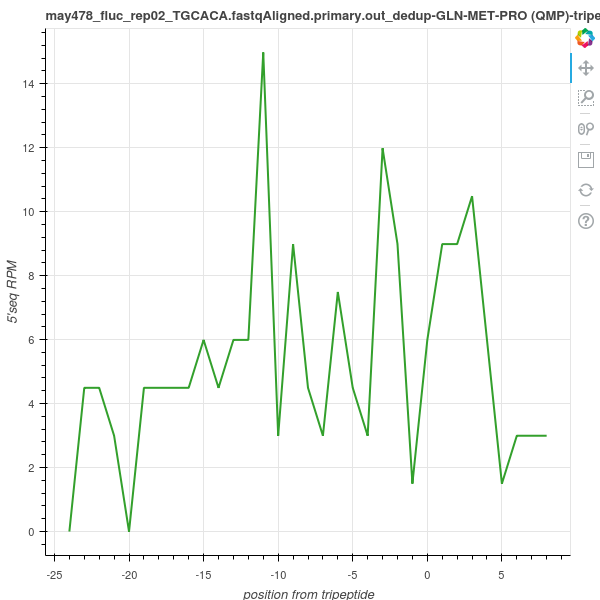 may478_fluc_rep02_TGCACA.fastqAligned.primary.out_dedup-GLN-MET-PRO (QMP)-tripe
14
12
10
8
6
4
2
0
5'seq RPM
-25 -20 -15 -10 -5 0 5
position from tripeptide